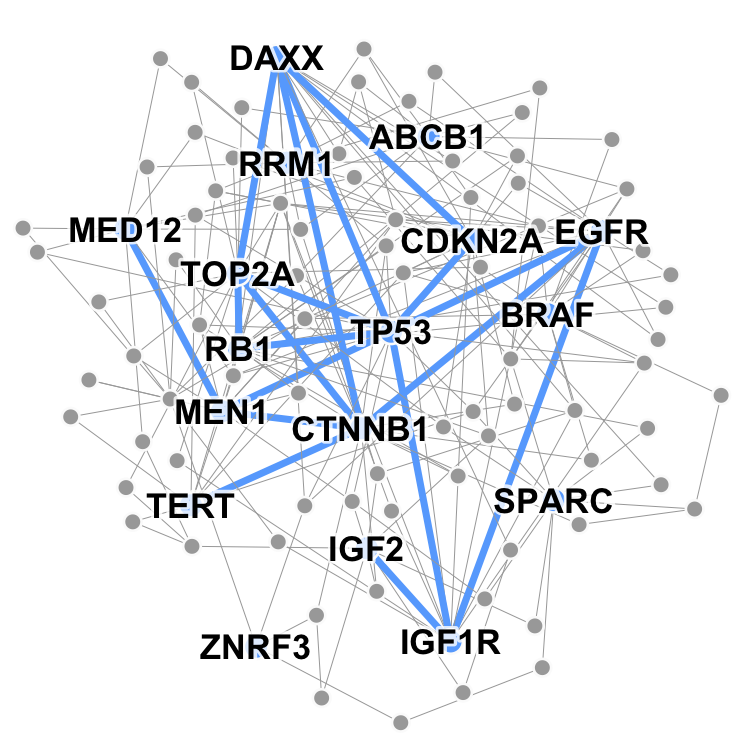 DAXX
ABCB1
RRM1
MED12
CDKN2A
EGFR
TOP2A
BRAF
TP53
RB1
MEN1
CTNNB1
TERT
SPARC
IGF2
ZNRF3
IGF1R